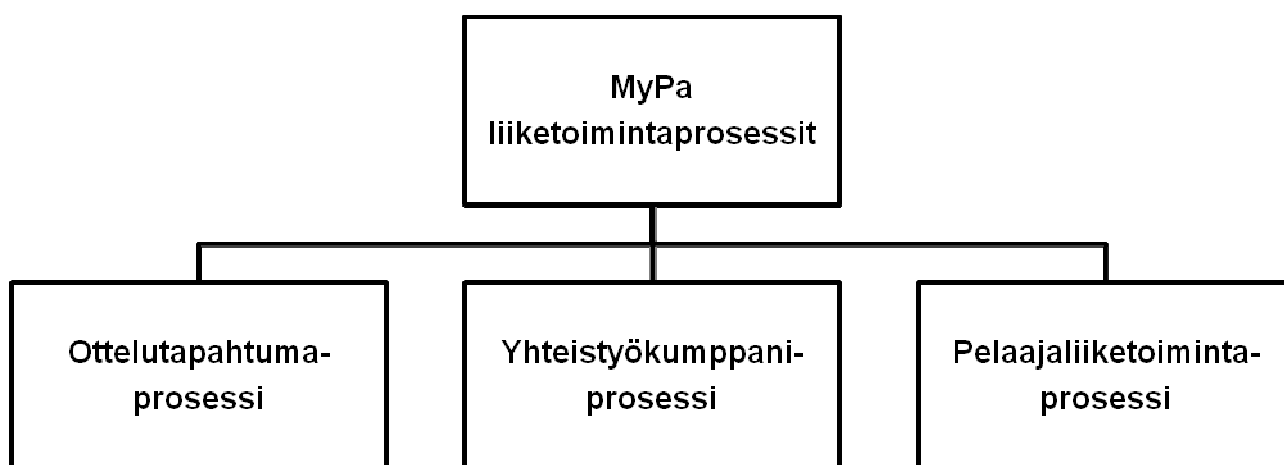 MyPa
liiketoimintaprosessit
Ottelutapahtuma-
prosessi
Yhteistyökumppani-
prosessi
Pelaajaliiketoiminta-
prosessi